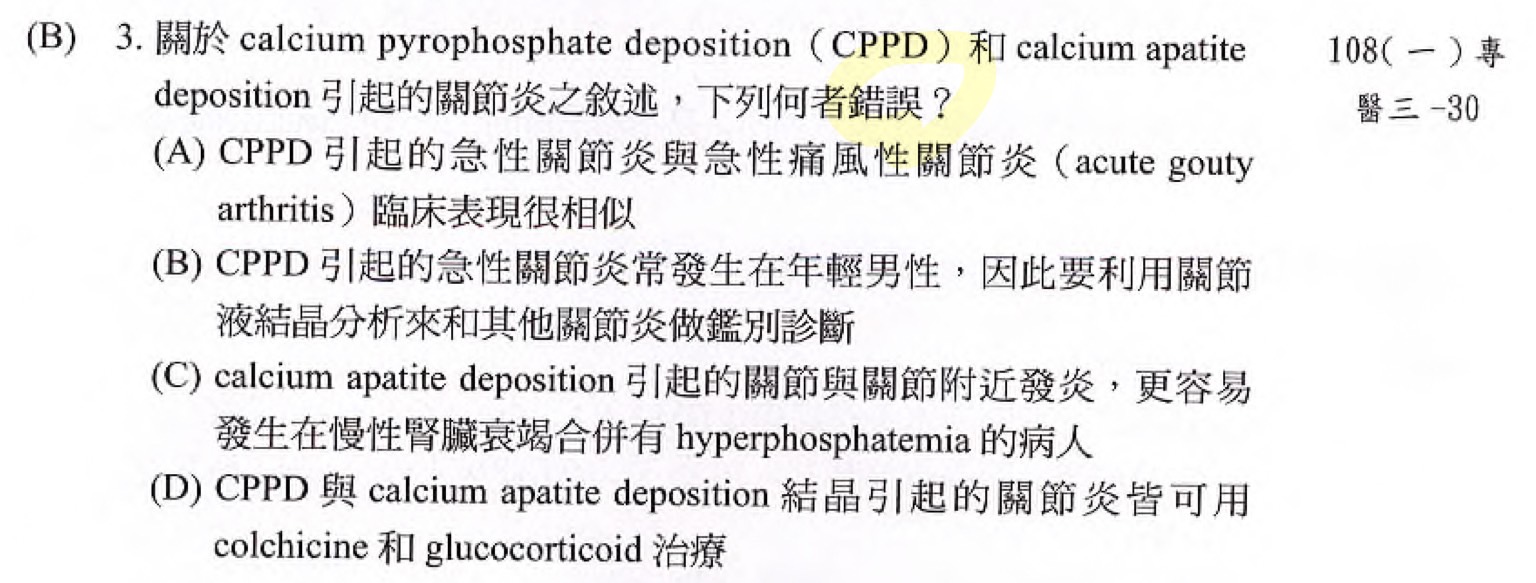 (B) 3. 關於 calcium pyrophosphate deposition（CPPD）和 calcium apatite
deposition 引起的關節炎之敘述，下列何者錯誤？
(A) CPPD 引起的急性關節炎與急性痛風性關節炎（acute gouty
arthritis）臨床表現很相似
(B) CPPD 引起的急性關節炎常發生在年輕男性，因此要利用關節
液結晶分析來和其他關節炎做鑑別診斷
(C) calcium apatite deposition 引起的關節與關節附近發炎，更容易
發生在慢性腎臟衰竭合併有 hyperphosphatemia 的病人
(D) CPPD 與 calcium apatite deposition 結晶引起的關節炎皆可用
colchicine 和 glucocorticoid 治療
108(一)專
醫三-30